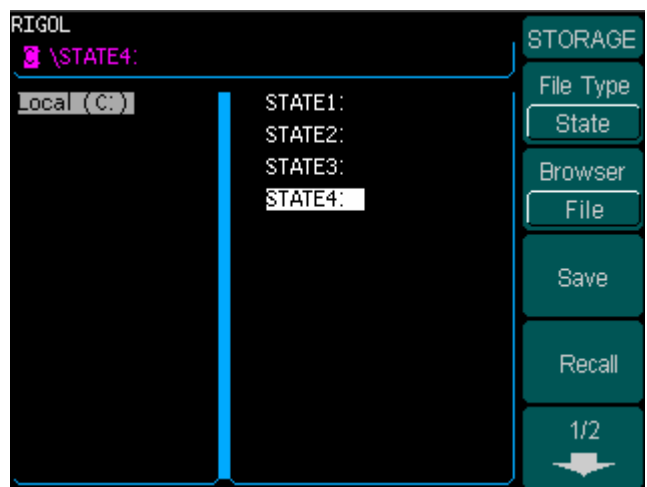 RIGOL
C: \STATE4:
Local (C:)
STATE1:
STATE2:
STATE3:
STATE4:
STORAGE
File Type
State
Browser
File
Save
Recall
1/2